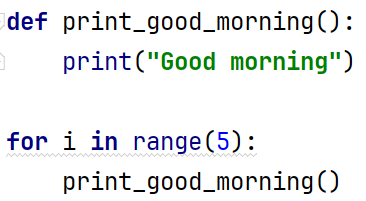 def print_good_morning():
    print("Good morning")

for i in range(5):
    print_good_morning()